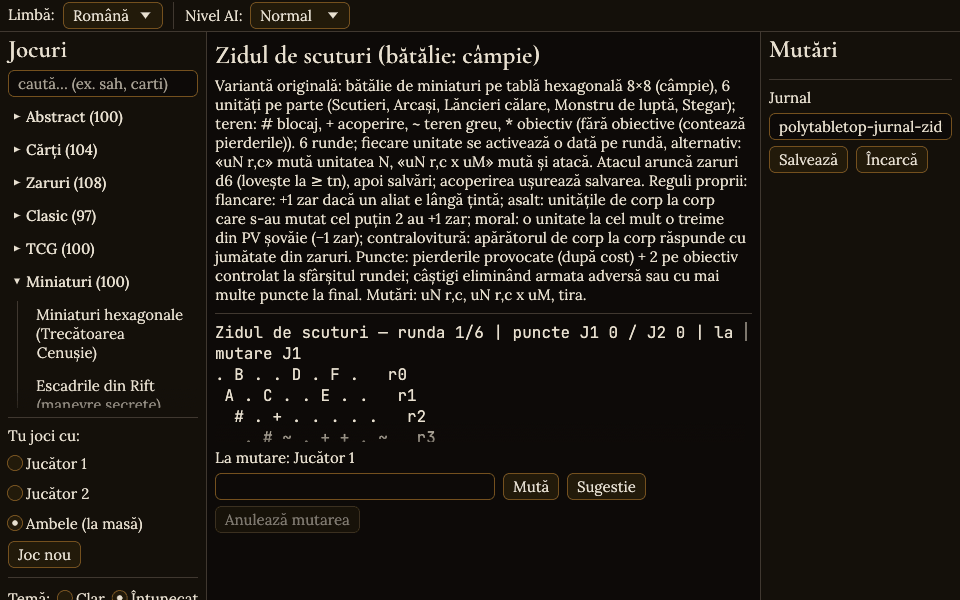 Limbă: Română ▼ Nivel AI: Normal ▼
Jocuri
caută... (ex. sah, carti)
▸ Abstract (100)
▸ Cărți (104)
▸ Zaruri (108)
▸ Clasic (97)
▸ TCG (100)
▾ Miniaturi (100)
Miniaturi hexagonale
(Trecătoarea
Cenușie)
Escadrile din Rift
(manevre secrete)
Tu joci cu:
Jucător 1
Jucător 2
Ambele (la masă)
Joc nou
Temă: Clar Întunecat
Zidul de scuturi (bătălie: câmpie)
Variantă originală: bătălie de miniaturi pe tablă hexagonală 8×8 (câmpie), 6
unități pe parte (Scutieri, Arcași, Lăncieri călare, Monstru de luptă, Stegar);
teren: # blocaj, + acoperire, ~ teren greu, * obiectiv (fără obiective (contează
pierderile)). 6 runde; fiecare unitate se activează o dată pe rundă, alternativ:
«uN r,c» mută unitatea N, «uN r,c x uM» mută și atacă. Atacul aruncă zaruri
d6 (lovește la ≥ tn), apoi salvări; acoperirea ușurează salvarea. Reguli proprii:
flancare: +1 zar dacă un aliat e lângă țintă; asalt: unitățile de corp la corp
care s-au mutat cel puțin 2 au +1 zar; moral: o unitate la cel mult o treime
din PV șovăie (−1 zar); contralovitură: apărătorul de corp la corp răspunde cu
jumătate din zaruri. Puncte: pierderile provocate (după cost) + 2 pe obiectiv
controlat la sfârșitul rundei; câștigi eliminând armata adversă sau cu mai
multe puncte la final. Mutări: uN r,c, uN r,c x uM, tira.
Zidul de scuturi — runda 1/6 | puncte J1 0 / J2 0 | la
mutare J1
. B . . D . F .   r0
A . C . . E . .   r1
# . + . . . . .   r2
. # ~ . + + . ~   r3
La mutare: Jucător 1
Mută Sugestie
Anulează mutarea
Mutări
Jurnal
polytabletop-jurnal-zid
Salvează Încarcă